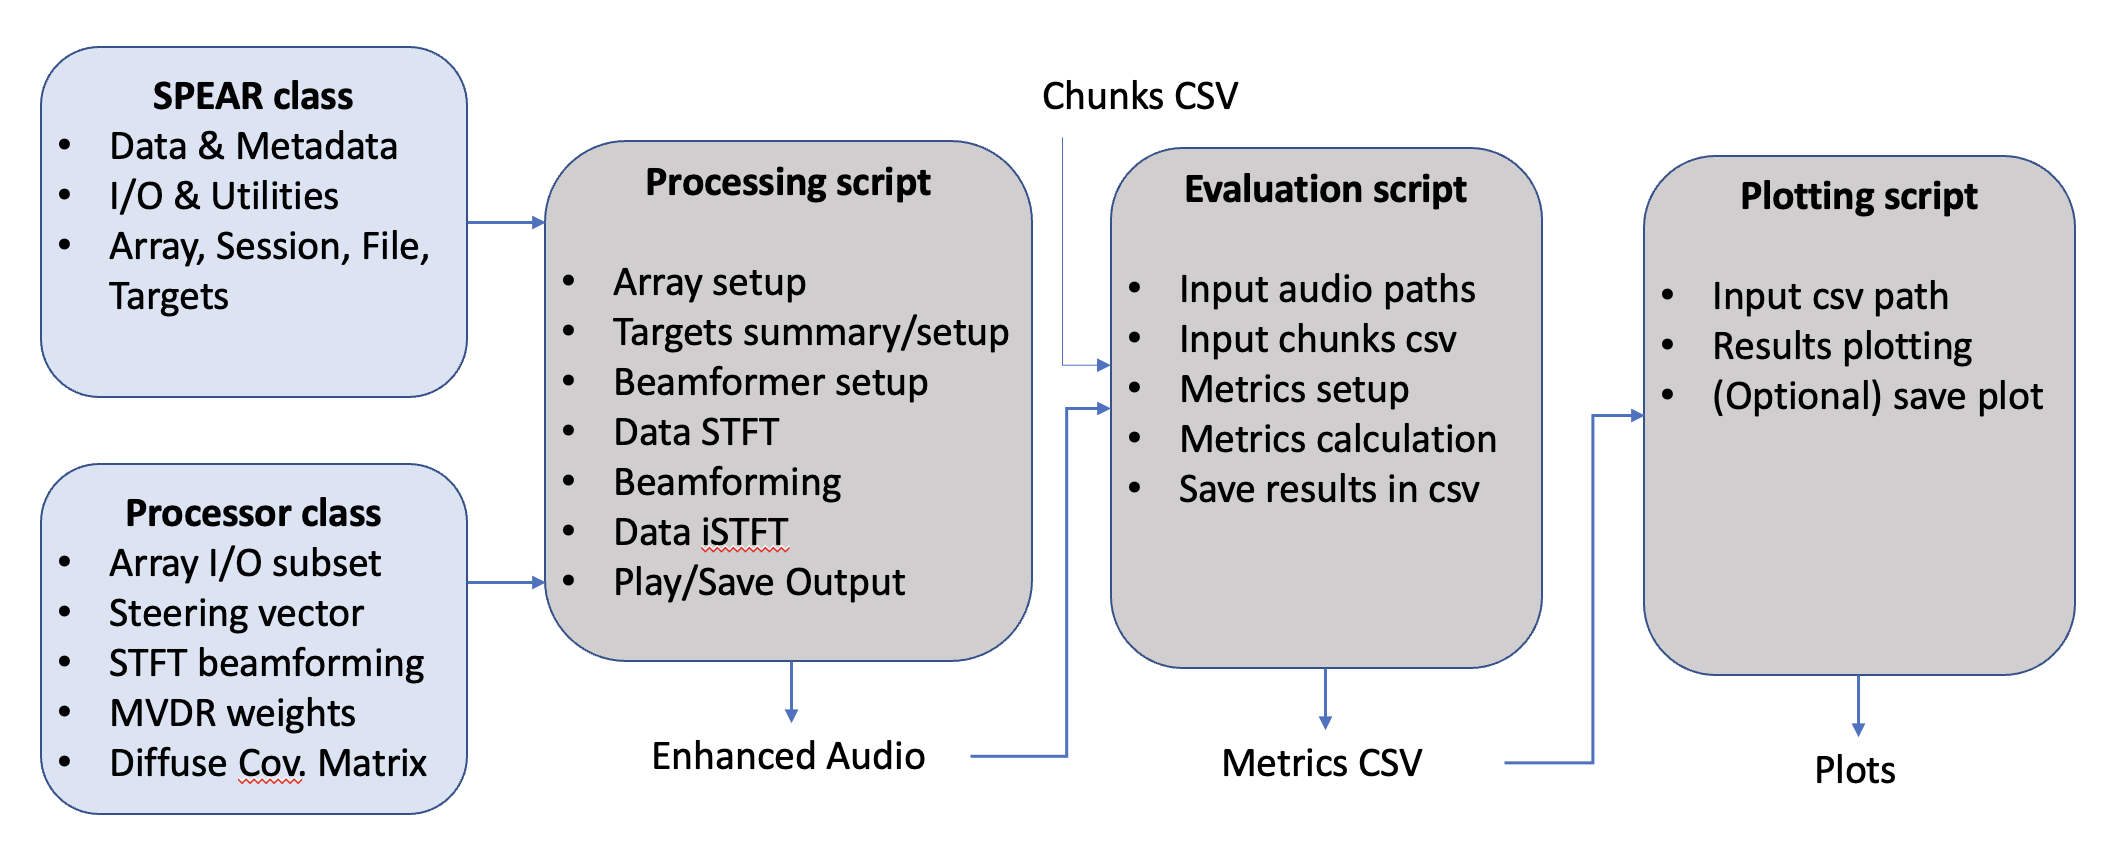 SPEAR class
• Data & Metadata
• I/O & Utilities
• Array, Session, File,
Targets
Processor class
• Array I/O subset
• Steering vector
• STFT beamforming
• MVDR weights
• Diffuse Cov. Matrix
Processing script
• Array setup
• Targets summary/setup
• Beamformer setup
• Data STFT
• Beamforming
• Data iSTFT
• Play/Save Output
Enhanced Audio
Chunks CSV
Evaluation script
• Input audio paths
• Input chunks csv
• Metrics setup
• Metrics calculation
• Save results in csv
Metrics CSV
Plotting script
• Input csv path
• Results plotting
• (Optional) save plot
Plots